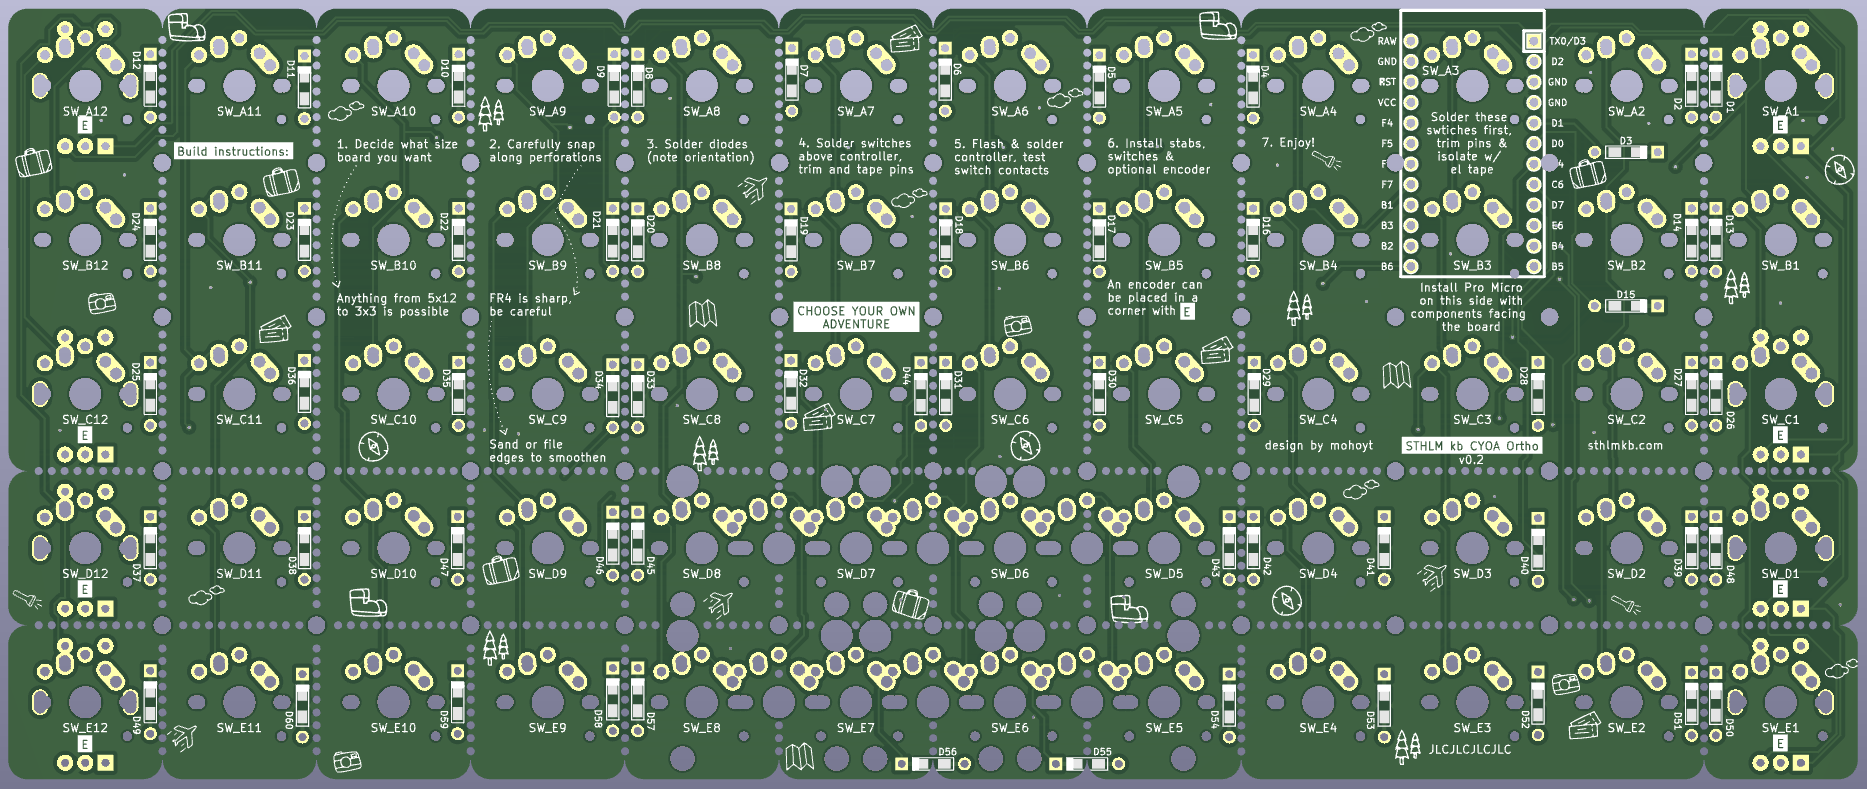 RAW
TX0/D3
D12
D11
D10
D9
D8
D7
D6
D5
D4
GND
D2
SW_A3
RST
GND
VCC
GND
D2
D1
SW_A12
SW_A11
SW_A10
SW_A9
SW_A8
SW_A7
SW_A6
SW_A5
SW_A4
SW_A2
SW_A1
E
F4
D1
E
Build instructions:
1. Decide what size
board you want
2. Carefully snap
along perforations
3. Solder diodes
(note orientation)
4. Solder switches
above controller,
trim and tape pins
5. Flash & solder
controller, test
switch contacts
6. Install stabs,
switches &
optional encoder
7. Enjoy!
Solder these
swtiches first,
trim pins &
isolate w/
el tape
F5
D0
D3
F7
C6
B1
D7
B3
E6
B2
B4
B6
B5
D24
D23
D22
D21
D20
D19
D18
D17
D16
D14
D13
SW_B12
SW_B11
SW_B10
SW_B9
SW_B8
SW_B7
SW_B6
SW_B5
SW_B4
SW_B3
SW_B2
SW_B1
Anything from 5x12
to 3x3 is possible
FR4 is sharp,
be careful
CHOOSE YOUR OWN
ADVENTURE
An encoder can
be placed in a
corner with E
Install Pro Micro
on this side with
components facing
the board
D15
D25
D36
D35
D34
D33
D32
D44
D31
D30
D29
D28
D27
D26
SW_C12
SW_C11
SW_C10
SW_C9
SW_C8
SW_C7
SW_C6
SW_C5
SW_C4
SW_C3
SW_C2
SW_C1
E
E
Sand or file
edges to smoothen
design by mohoyt
STHLM kb CYOA Ortho
v0.2
sthlmkb.com
D37
D38
D47
D46
D45
D43
D42
D41
D40
D39
D48
SW_D12
SW_D11
SW_D10
SW_D9
SW_D8
SW_D7
SW_D6
SW_D5
SW_D4
SW_D3
SW_D2
SW_D1
E
E
D49
D60
D59
D58
D57
D54
D53
D52
D51
D50
SW_E12
SW_E11
SW_E10
SW_E9
SW_E8
SW_E7
SW_E6
SW_E5
SW_E4
SW_E3
SW_E2
SW_E1
E
E
D56
D55
JLCJLCJLCJLC